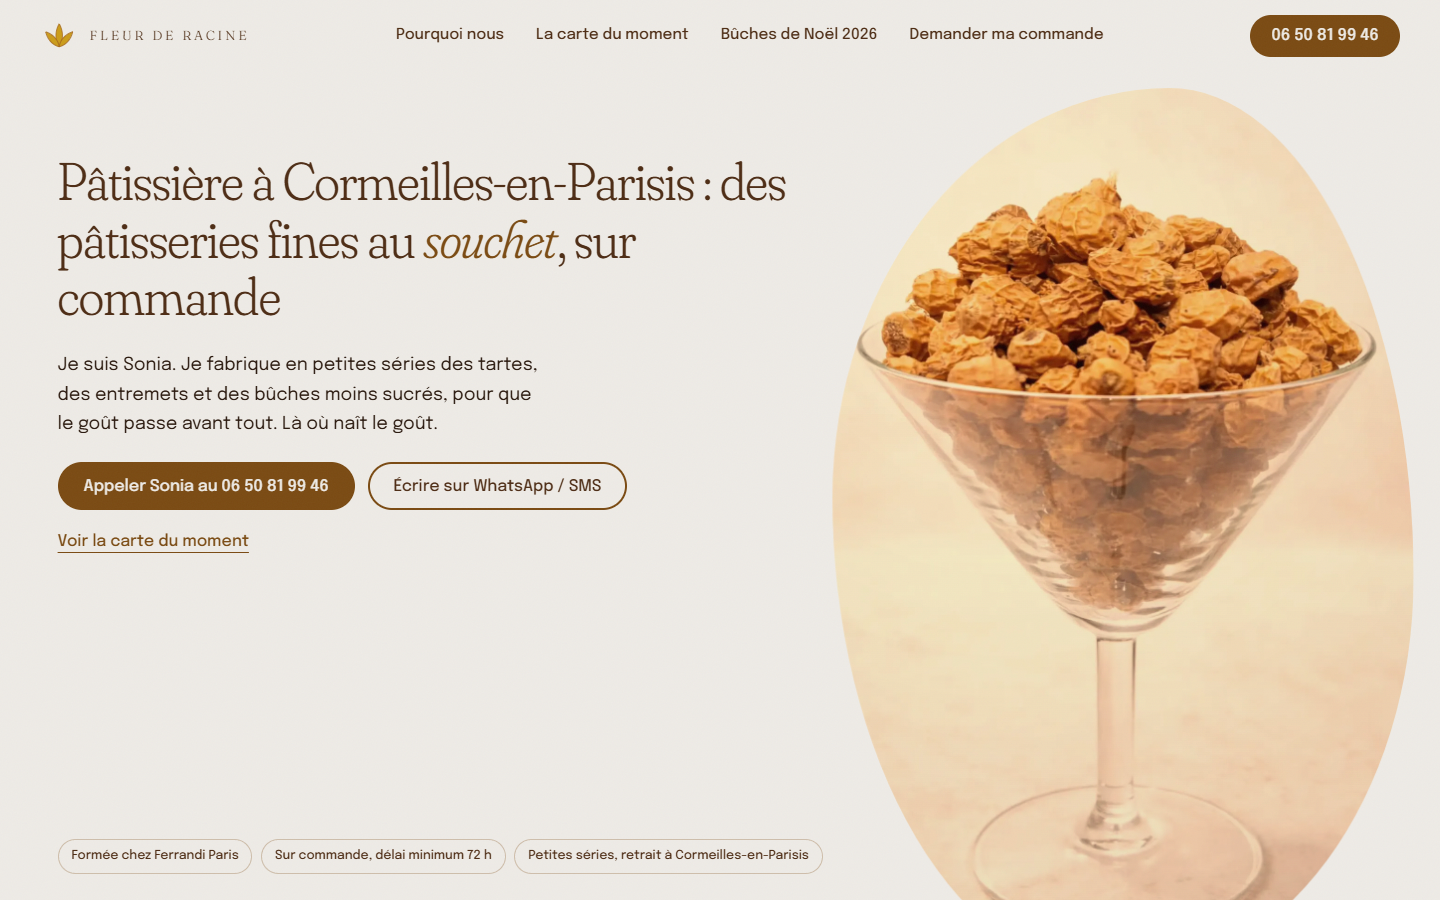 FLEUR DE RACINE
Pourquoi nous
La carte du moment
Bûches de Noël 2026
Demander ma commande
06 50 81 99 46
Pâtissière à Cormeilles-en-Parisis : des
pâtisseries fines au souchet, sur
commande
Je suis Sonia. Je fabrique en petites séries des tartes,
des entremets et des bûches moins sucrés, pour que
le goût passe avant tout. Là où naît le goût.
Appeler Sonia au 06 50 81 99 46
Écrire sur WhatsApp / SMS
Voir la carte du moment
Formée chez Ferrandi Paris
Sur commande, délai minimum 72 h
Petites séries, retrait à Cormeilles-en-Parisis